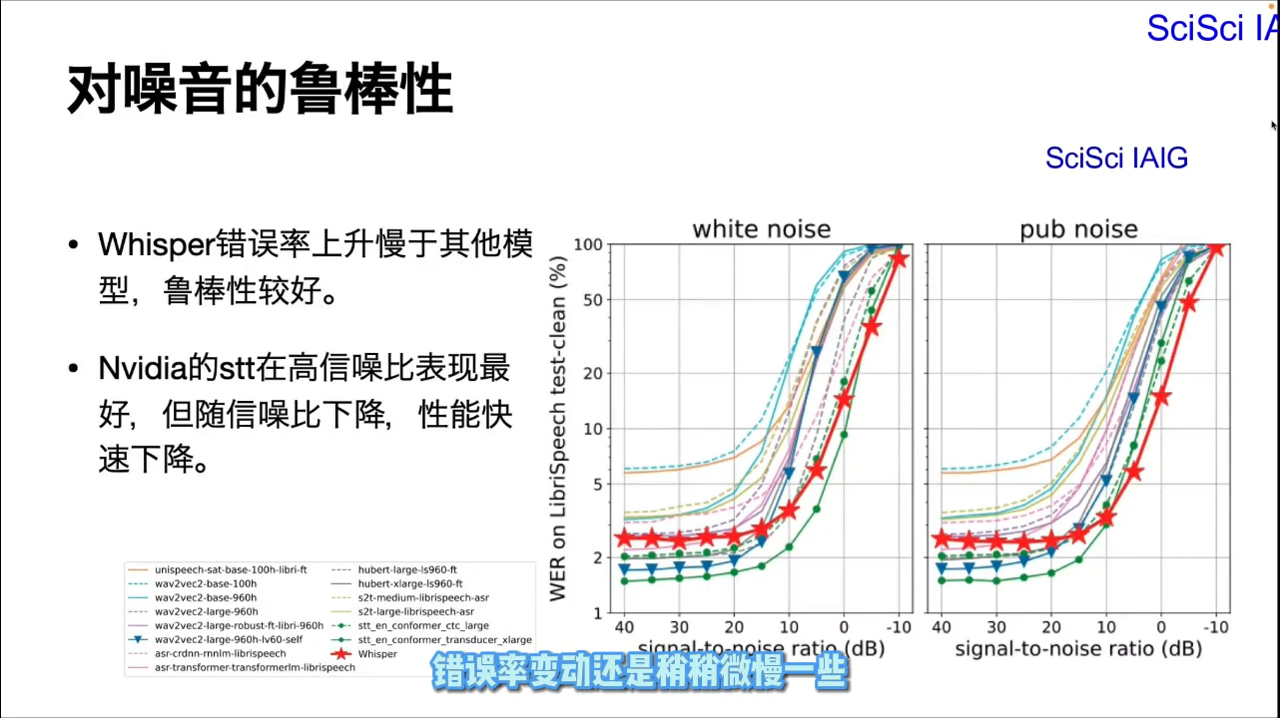 SciSci IA
对噪音的鲁棒性
SciSci IAIG
• Whisper错误率上升慢于其他模
型，鲁棒性较好。
• Nvidia的stt在高信噪比表现最
好，但随信噪比下降，性能快
速下降。
white noise
pub noise
WER on LibriSpeech test-clean (%)
100
50
20
10
5
2
1
40 30 20 10 0 -10
40 30 20 10 0 -10
signal-to-noise ratio (dB)
signal-to-noise ratio (dB)
unispeech-sat-base-100h-libri-ft
wav2vec2-base-100h
wav2vec2-base-960h
wav2vec2-large-960h
wav2vec2-large-robust-ft-libri-960h
wav2vec2-large-960h-lv60-self
asr-crdnn-rnnlm-librispeech
asr-transformer-transformerlm-librispeech
hubert-large-ls960-ft
hubert-xlarge-ls960-ft
s2t-medium-librispeech-asr
s2t-large-librispeech-asr
stt_en_conformer_ctc_large
stt_en_conformer_transducer_xlarge
Whisper
错误率变动还是稍稍微慢一些